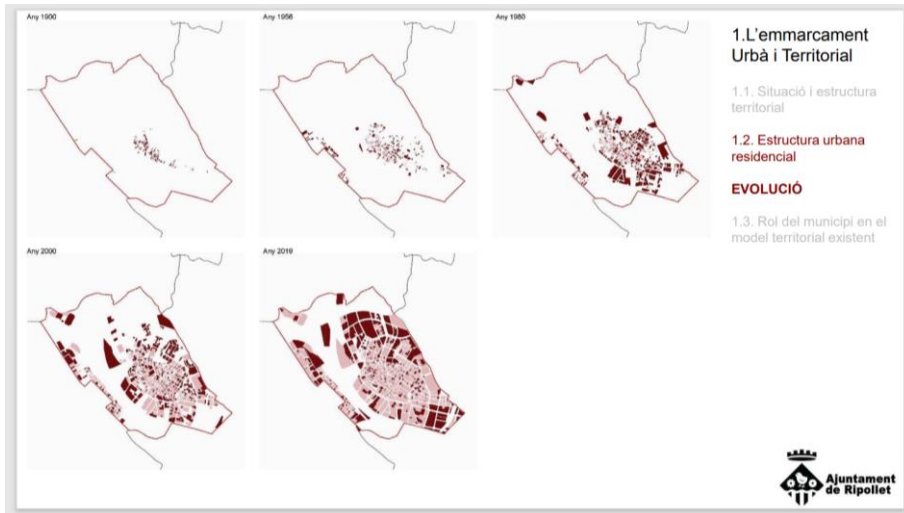 Any 1900
Any 1956
Any 1980
Any 2000
Any 2016
1.L'emmarcament
Urbà i Territorial
1.1. Situació i estructura
territorial
1.2. Estructura urbana
residencial
EVOLUCIÓ
1.3. Rol del municipi en el
model territorial existent
Ajuntament
de Ripollet